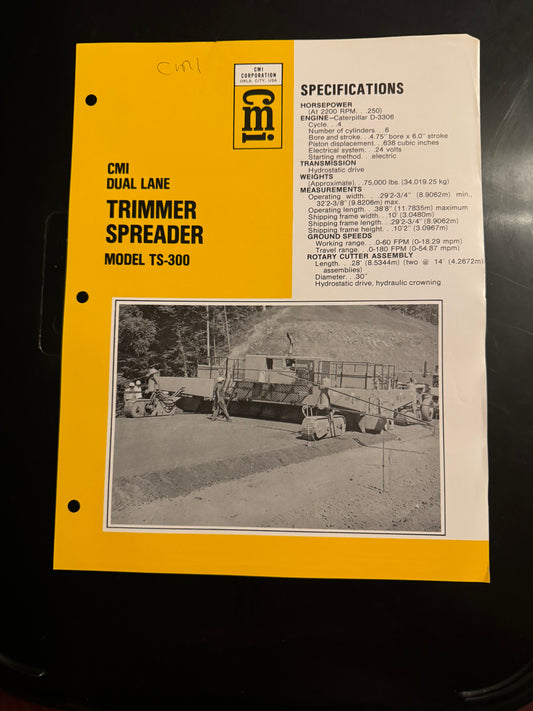 cmi
CMI
CORPORATION
OKLA. CITY, USA
cmi
CMI
DUAL LANE
TRIMMER
SPREADER
MODEL TS-300
SPECIFICATIONS
HORSEPOWER
(At 2200 RPM. . .250)
ENGINE–Caterpillar D-3306
Cycle. . .4
Number of cylinders. . .6
Bore and stroke. . .4.75" bore x 6.0" stroke
Piston displacement. . .638 cubic inches
Electrical system. . .24 volts
Starting method. . .electric
TRANSMISSION
Hydrostatic drive
WEIGHTS
(Approximate). . .75,000 lbs. (34,019.25 kg)
MEASUREMENTS
Operating width. . . .29'2-3/4" (8.9062m) min.,
32'2-3/8" (9.8206m) max.
Operating length. . .38'8" (11.7835m) maximum
Shipping frame width. . .10' (3.0480m)
Shipping frame length. . .29'2-3/4" (8.9062m)
Shipping frame height. . .10'2" (3.0967m)
GROUND SPEEDS
Working range. . .0-60 FPM (0-18.29 mpm)
Travel range. . .0-180 FPM (0-54.87 mpm)
ROTARY CUTTER ASSEMBLY
Length. . .28' (8.5344m) (two @ 14' (4.2672m)
assemblies)
Diameter. . .30"
Hydrostatic drive, hydraulic crowning